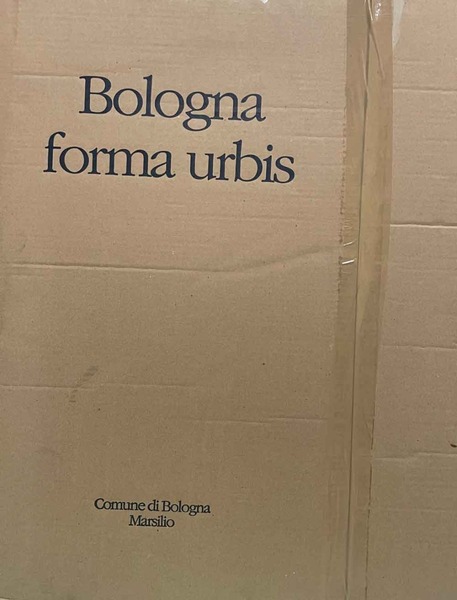 Bologna
forma urbis
Comune di Bologna
Marsilio